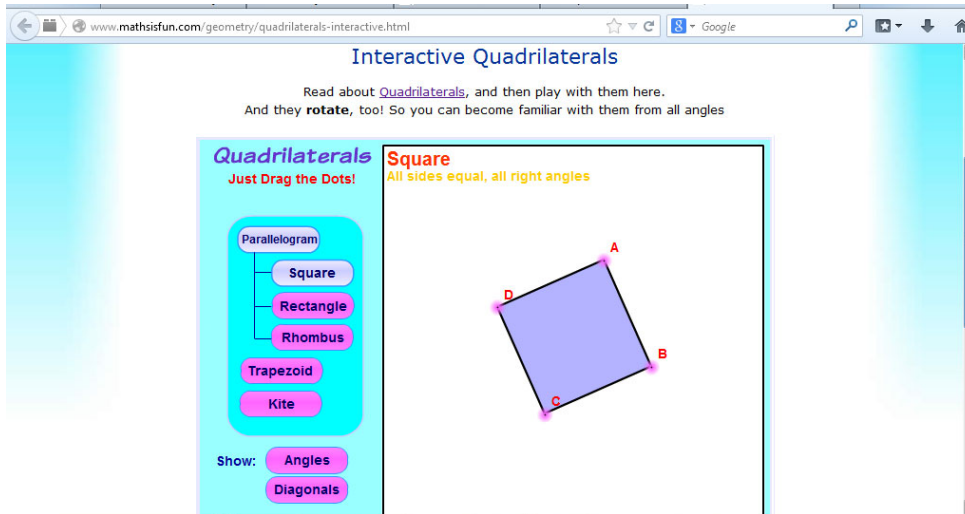 www.mathsisfun.com/geometry/quadrilaterals-interactive.html
Google
Interactive Quadrilaterals
Read about Quadrilaterals, and then play with them here.
And they rotate, too! So you can become familiar with them from all angles
Quadrilaterals
Just Drag the Dots!
Parallelogram
Square
Rectangle
Rhombus
Trapezoid
Kite
Show:
Angles
Diagonals
Square
All sides equal, all right angles
A
D
B
C